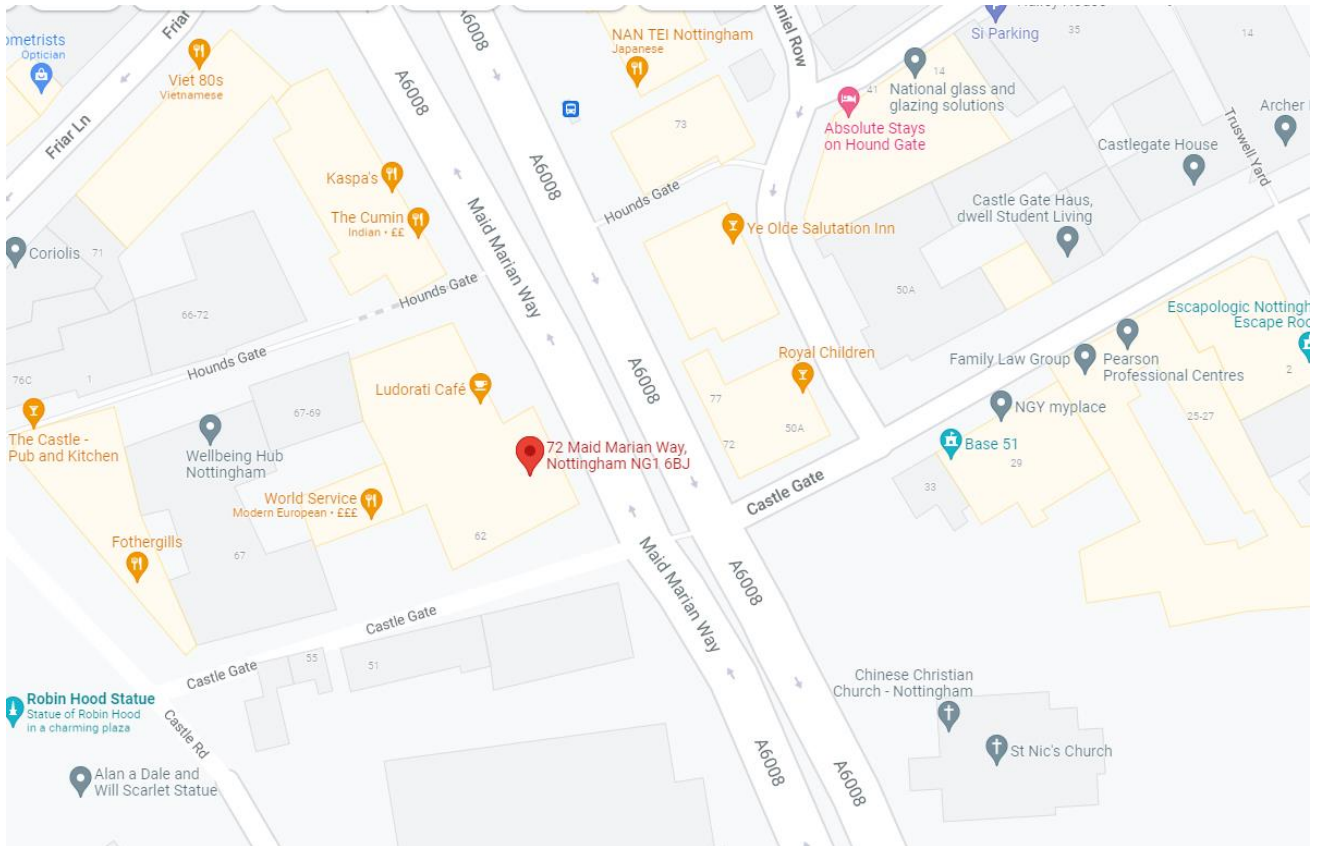 Friar
A6008
aniel Row
Si Parking
35
14
ometrists
Optician
Viet 80s
Vietnamese
A6008
NAN TEI Nottingham
Japanese
14
National glass and
glazing solutions
41
Absolute Stays
on Hound Gate
Archer
73
Friar Ln
Truswell Yard
Castlegate House
A6008
Kaspa's
The Cumin
Indian • ££
Hounds Gate
Castle Gate Haus,
dwell Student Living
Ye Olde Salutation Inn
Coriolis
71
Maid Marian Way
Hounds Gate
50A
66-72
Escapologic Nottingh
Escape Roo
Hounds Gate
Royal Children
Family Law Group
Pearson
Professional Centres
2
76C
1
Ludorati Café
A6008
77
NGY myplace
25-27
67-69
The Castle -
Pub and Kitchen
Wellbeing Hub
Nottingham
72 Maid Marian Way,
Nottingham NG1 6BJ
72
50A
Base 51
29
33
World Service
Modern European • £££
Castle Gate
Fothergills
67
62
Maid Marian Way
A6008
Castle Gate
Castle Gate
55
51
Chinese Christian
Church - Nottingham
Robin Hood Statue
Statue of Robin Hood
in a charming plaza
Castle Rd
St Nic's Church
Alan a Dale and
Will Scarlet Statue
A6008
A6008